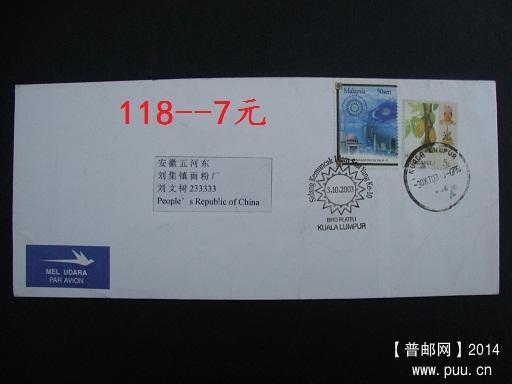 118--7元
Malaysia 50sen
KUALA LUMPUR
3.10.2003
KUALA LUMPUR
安徽五河东
刘集镇面粉厂
刘文树 233333
People's Republic of China
MEL UDARA
PAR AVION
【普邮网】2014
www.puu.cn